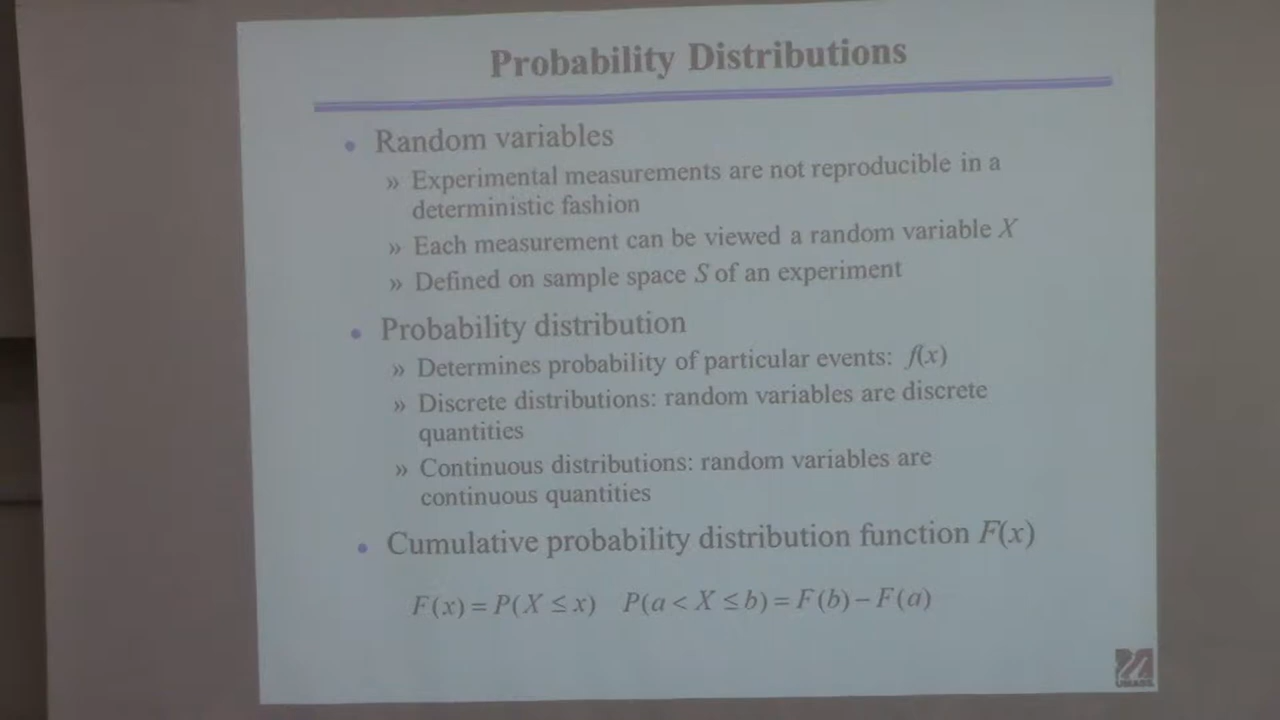 Probability Distributions
• Random variables
» Experimental measurements are not reproducible in a
deterministic fashion
» Each measurement can be viewed a random variable X
» Defined on sample space S of an experiment
• Probability distribution
» Determines probability of particular events: f(x)
» Discrete distributions: random variables are discrete
quantities
» Continuous distributions: random variables are
continuous quantities
• Cumulative probability distribution function F(x)
F(x) = P(X ≤ x) P(a < X ≤ b) = F(b) − F(a)
UMASS